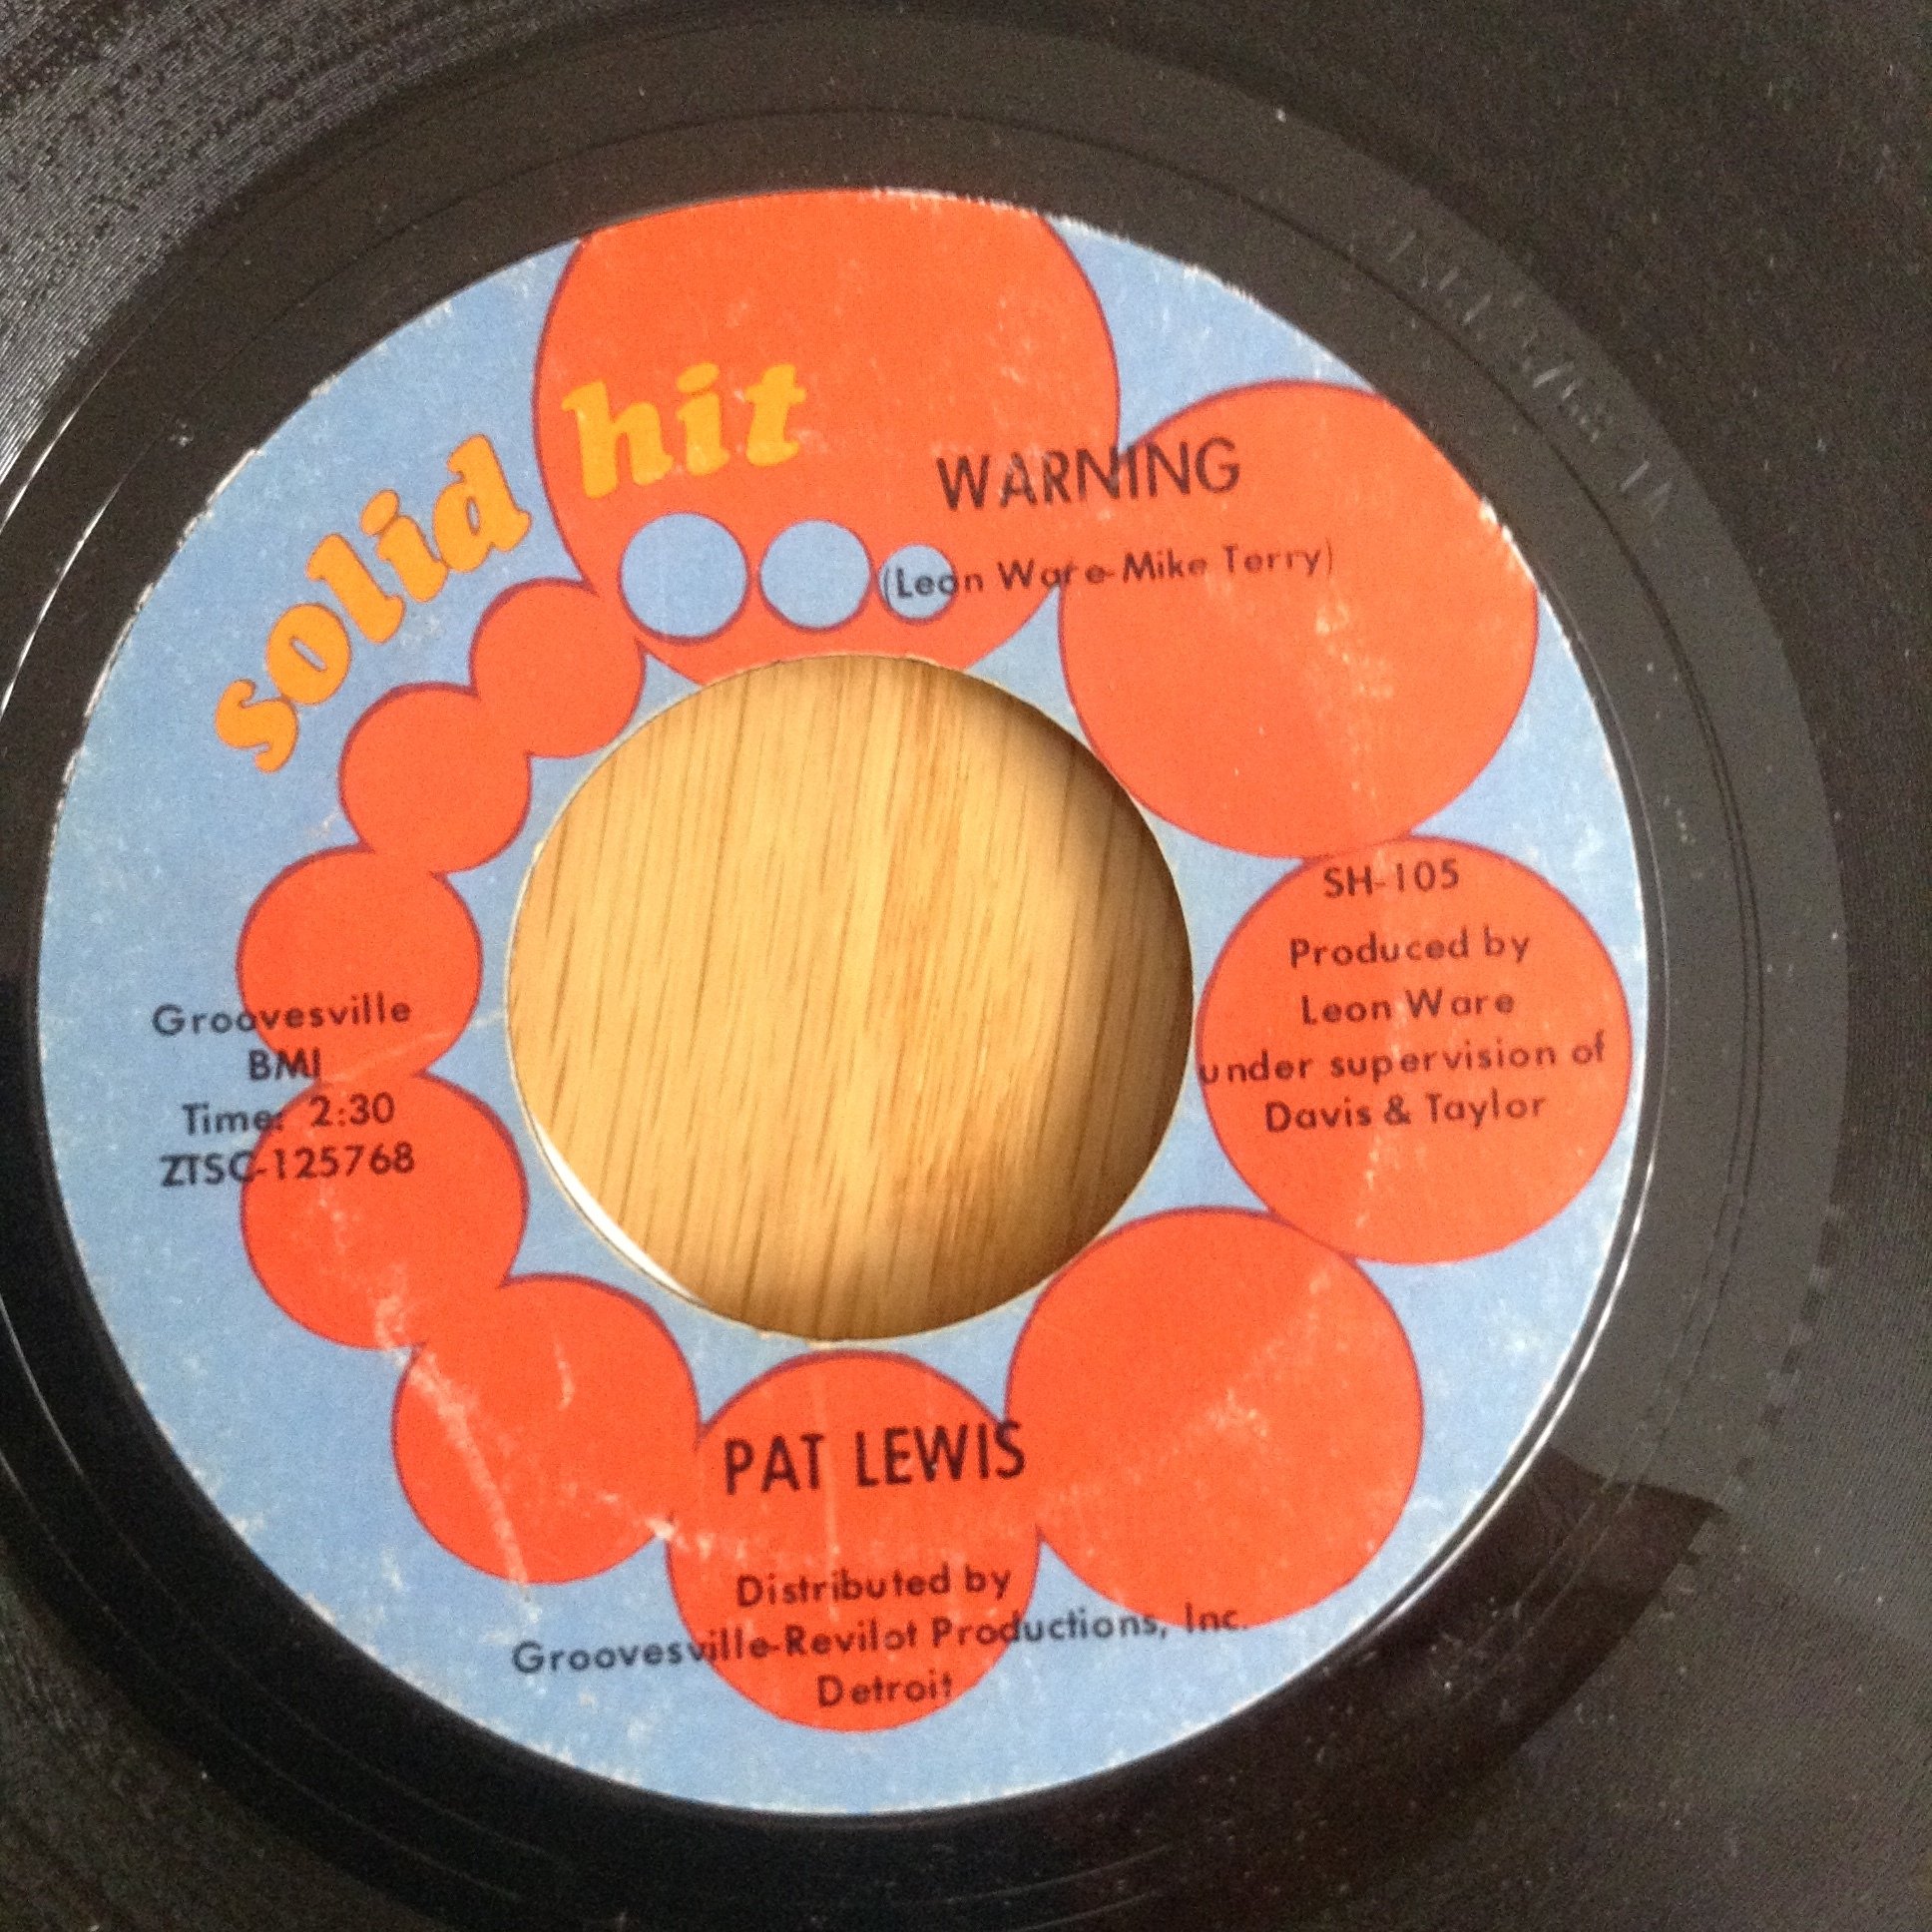 solid hit
WARNING
(Leon Ware-Mike Terry)
SH-105
Produced by
Leon Ware
under supervision of
Davis & Taylor
Groovesville
BMI
Time: 2:30
ZTSC-125768
PAT LEWIS
Distributed by
Groovesville-Revilot Productions, Inc.
Detroit